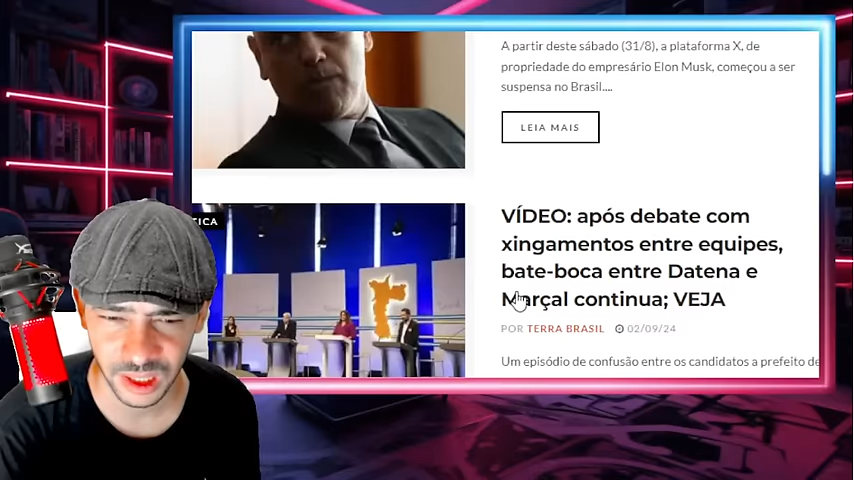 A partir deste sábado (31/8), a plataforma X, de
propriedade do empresário Elon Musk, começou a ser
suspensa no Brasil....
LEIA MAIS
TICA
VÍDEO: após debate com
xingamentos entre equipes,
bate-boca entre Datena e
Marçal continua; VEJA
POR TERRA BRASIL 02/09/24
Um episódio de confusão entre os candidatos a prefeito de